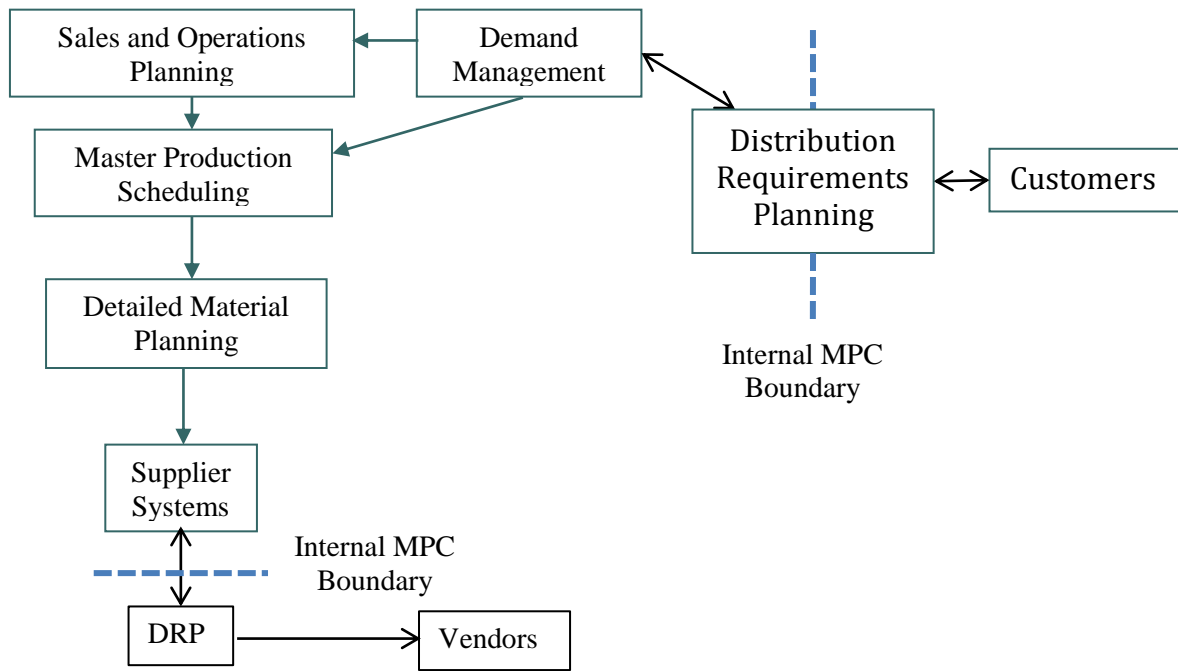 Sales and Operations
Planning
Demand
Management
Master Production
Scheduling
Distribution
Requirements
Planning
Customers
Detailed Material
Planning
Internal MPC
Boundary
Supplier
Systems
Internal MPC
Boundary
DRP
Vendors